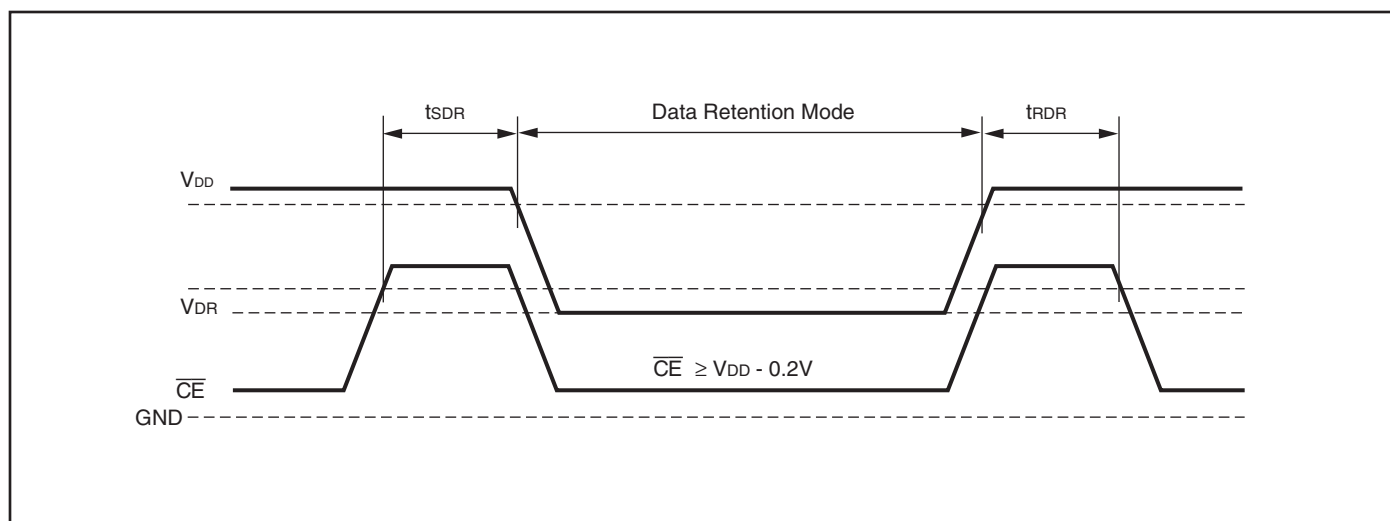 tSDR Data Retention Mode tRDR
VDD
VDR
CE ≥ VDD - 0.2V
CE
GND